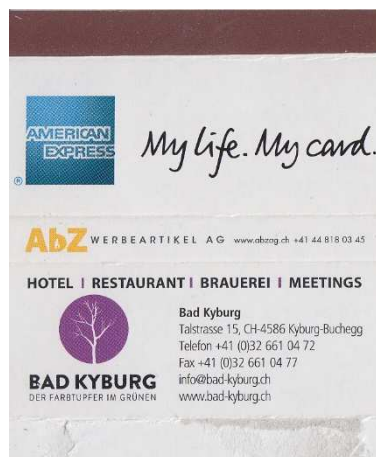 AMERICAN
EXPRESS
®
My life. My card.
AbZ WERBEARTIKEL AG www.abzag.ch +41 44 818 03 45
HOTEL | RESTAURANT | BRAUEREI | MEETINGS
Bad Kyburg
Talstrasse 15, CH-4586 Kyburg-Buchegg
Telefon +41 (0)32 661 04 72
Fax +41 (0)32 661 04 77
info@bad-kyburg.ch
www.bad-kyburg.ch
BAD KYBURG
DER FARBTUPFER IM GRÜNEN